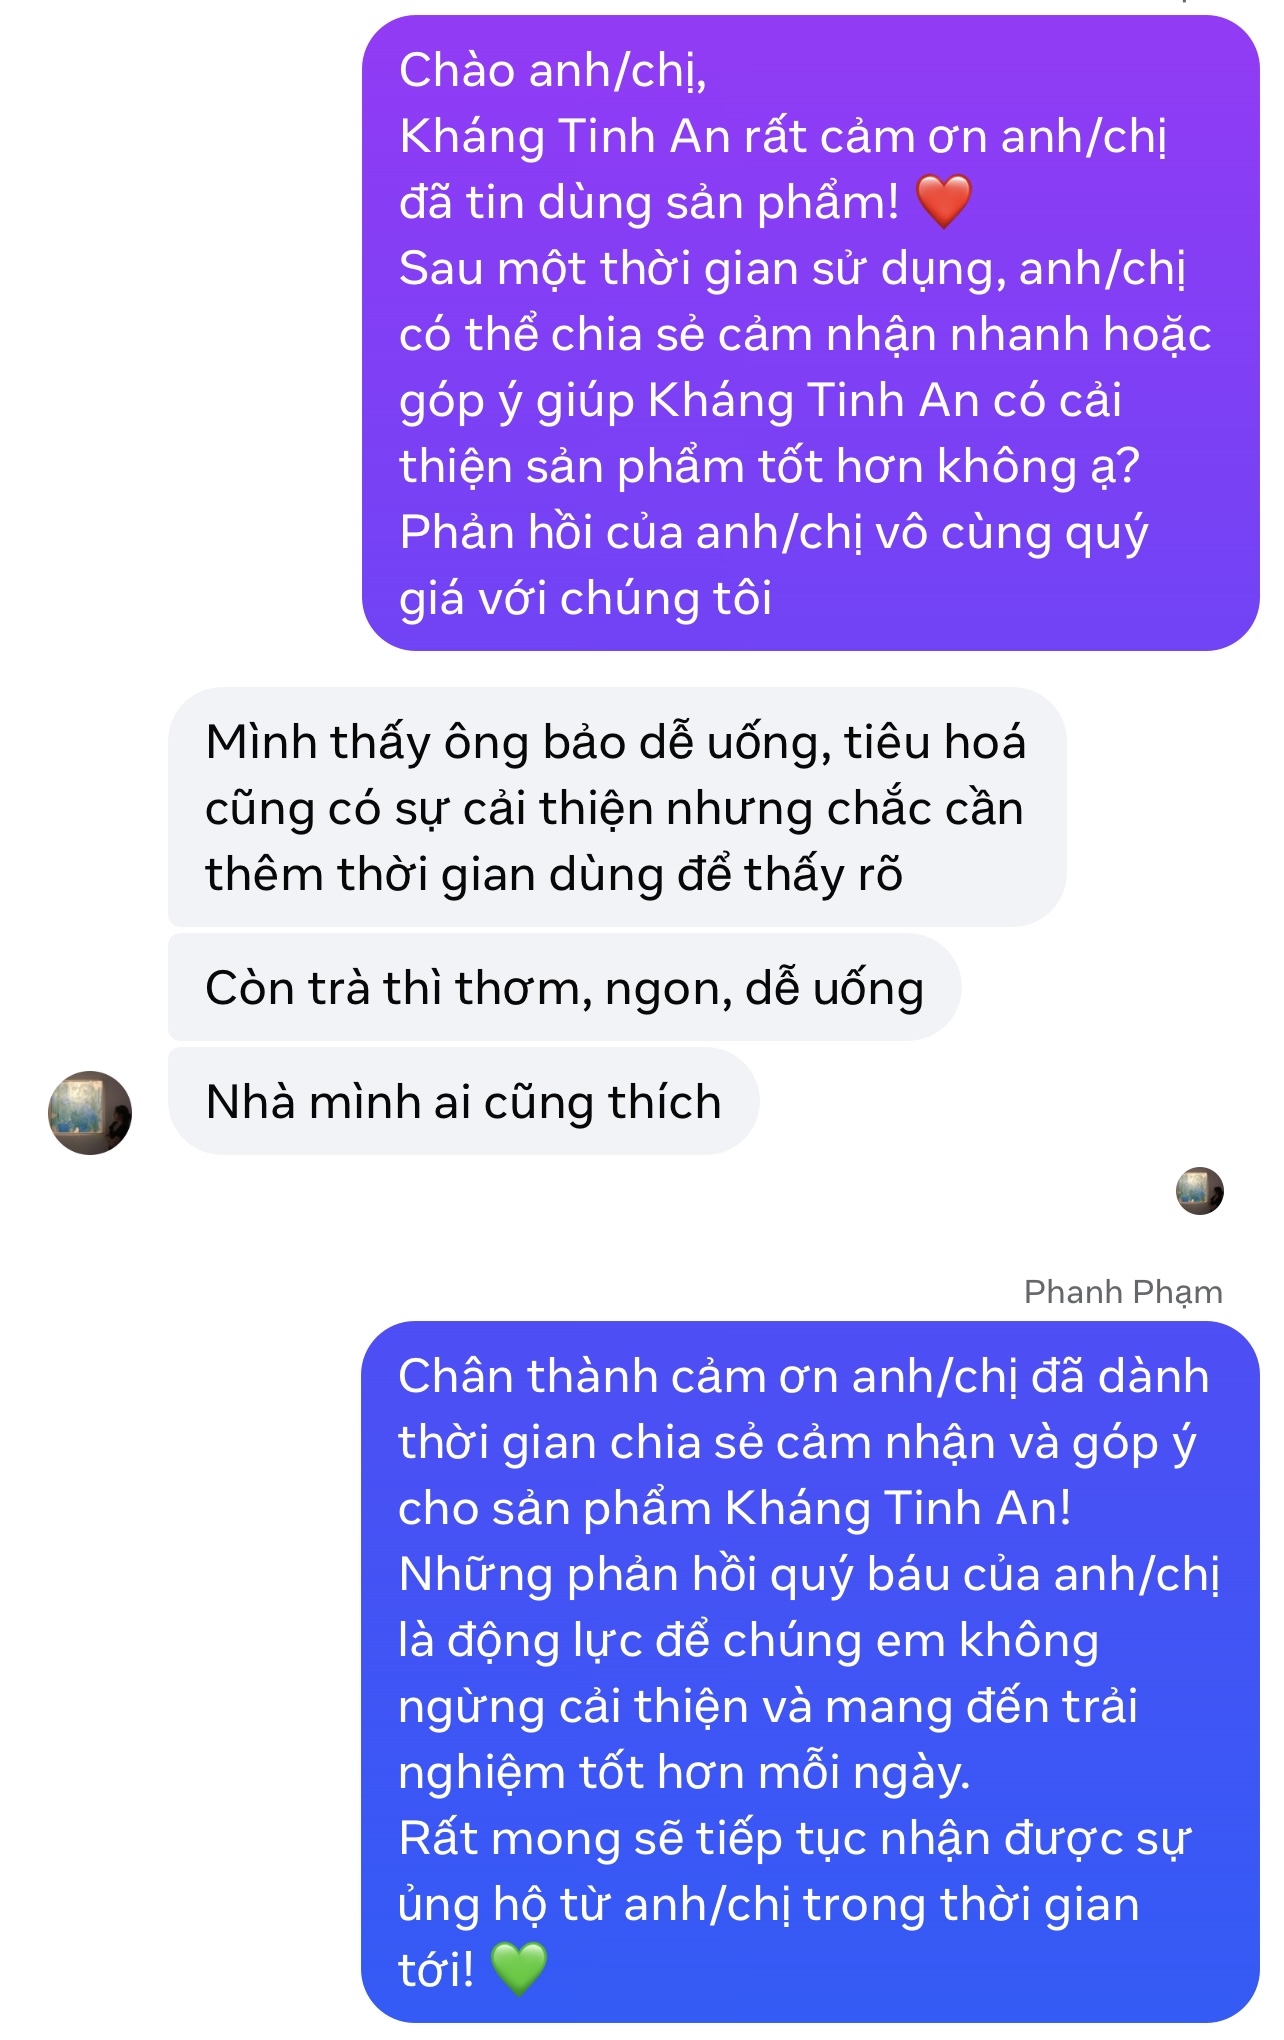 Chào anh/chị,
Kháng Tinh An rất cảm ơn anh/chị
đã tin dùng sản phẩm! ❤️
Sau một thời gian sử dụng, anh/chị
có thể chia sẻ cảm nhận nhanh hoặc
góp ý giúp Kháng Tinh An có cải
thiện sản phẩm tốt hơn không ạ?
Phản hồi của anh/chị vô cùng quý
giá với chúng tôi
Mình thấy ông bảo dễ uống, tiêu hoá
cũng có sự cải thiện nhưng chắc cần
thêm thời gian dùng để thấy rõ
Còn trà thì thơm, ngon, dễ uống
Nhà mình ai cũng thích
Phanh Phạm
Chân thành cảm ơn anh/chị đã dành
thời gian chia sẻ cảm nhận và góp ý
cho sản phẩm Kháng Tinh An!
Những phản hồi quý báu của anh/chị
là động lực để chúng em không
ngừng cải thiện và mang đến trải
nghiệm tốt hơn mỗi ngày.
Rất mong sẽ tiếp tục nhận được sự
ủng hộ từ anh/chị trong thời gian
tới! 💚